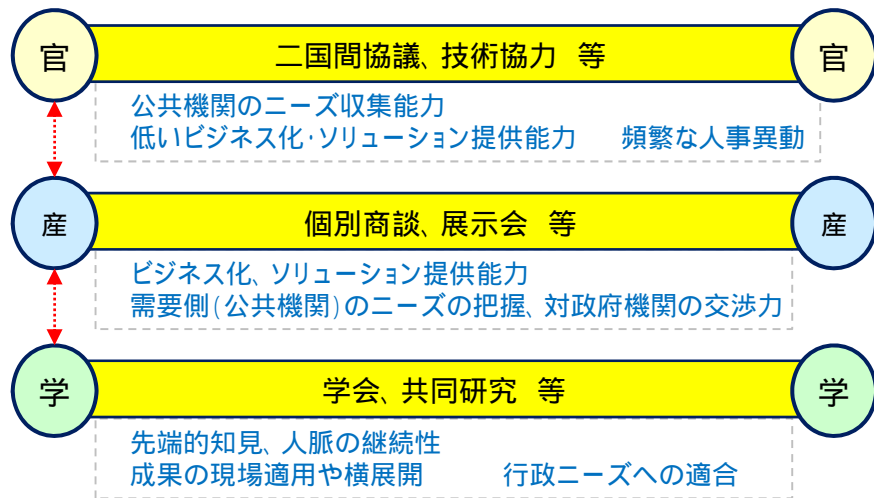 官 二国間協議、技術協力 等 官
公共機関のニーズ収集能力
低いビジネス化・ソリューション提供能力 頻繁な人事異動
産 個別商談、展示会 等 産
ビジネス化、ソリューション提供能力
需要側(公共機関)のニーズの把握、対政府機関の交渉力
学 学会、共同研究 等 学
先端的知見、人脈の継続性
成果の現場適用や横展開 行政ニーズへの適合